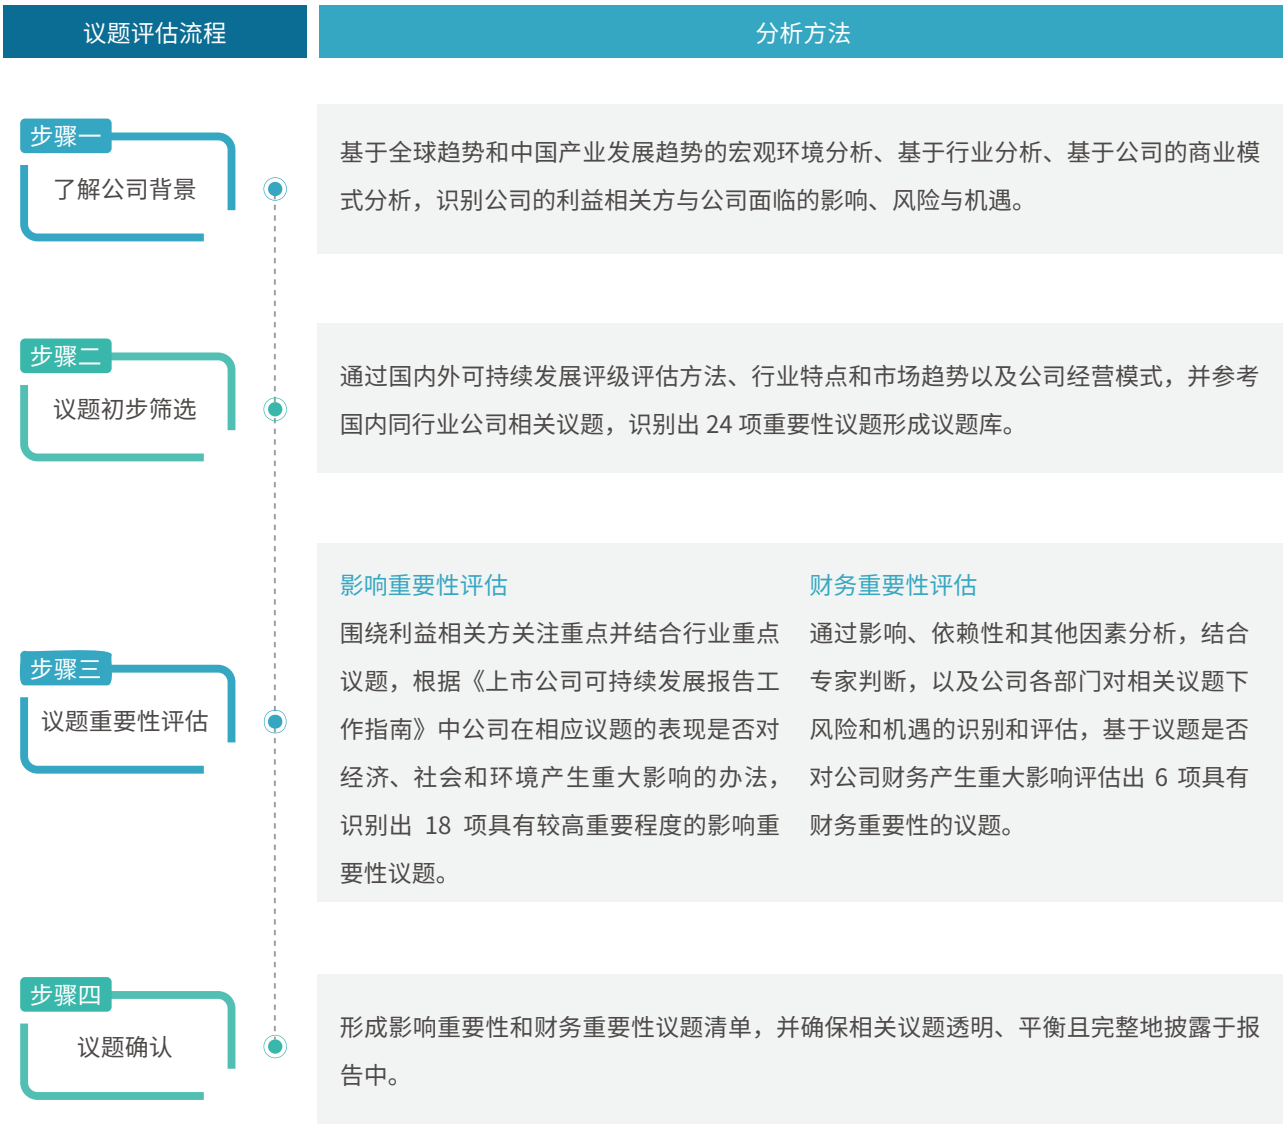 议题评估流程
分析方法
步骤一
了解公司背景
基于全球趋势和中国产业发展趋势的宏观环境分析、基于行业分析、基于公司的商业模
式分析，识别公司的利益相关方与公司面临的影响、风险与机遇。
步骤二
议题初步筛选
通过国内外可持续发展评级评估方法、行业特点和市场趋势以及公司经营模式，并参考
国内同行业公司相关议题，识别出 24 项重要性议题形成议题库。
步骤三
议题重要性评估
影响重要性评估
围绕利益相关方关注重点并结合行业重点
议题，根据《上市公司可持续发展报告工
作指南》中公司在相应议题的表现是否对
经济、社会和环境产生重大影响的办法，
识别出 18 项具有较高重要程度的影响重
要性议题。
财务重要性评估
通过影响、依赖性和其他因素分析，结合
专家判断，以及公司各部门对相关议题下
风险和机遇的识别和评估，基于议题是否
对公司财务产生重大影响评估出 6 项具有
财务重要性的议题。
步骤四
议题确认
形成影响重要性和财务重要性议题清单，并确保相关议题透明、平衡且完整地披露于报
告中。